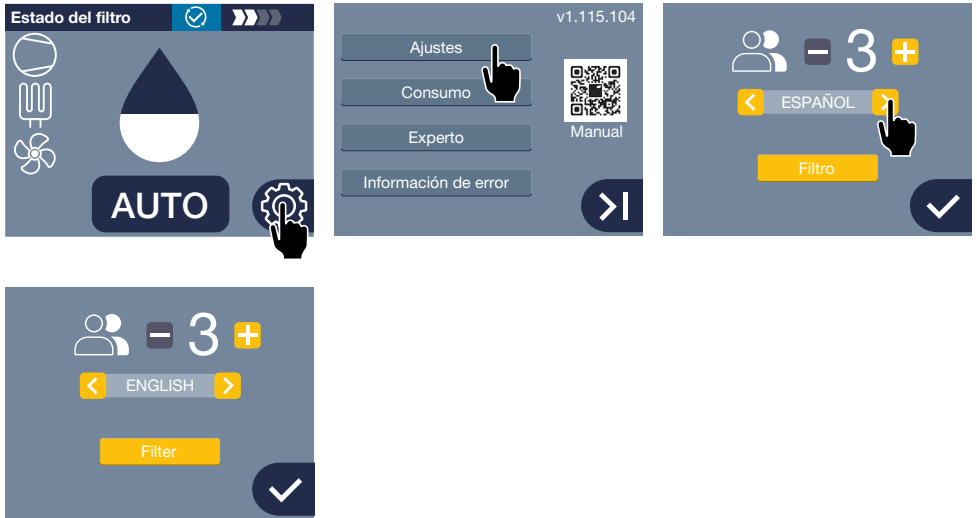 Estado del filtro
AUTO
v1.115.104
Ajustes
Consumo
Experto
Información de error
Manual
3
ESPAÑOL
Filtro
3
ENGLISH
Filter